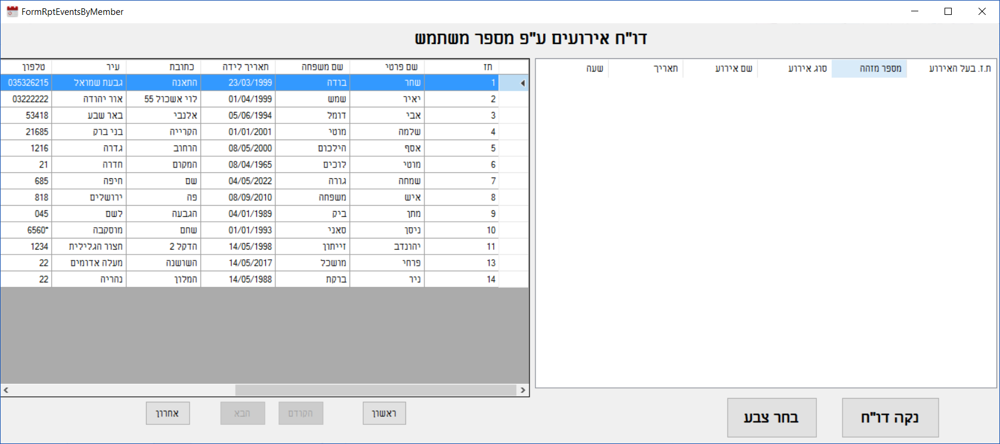 FormRptEventsByMember
דו"ח אירועים ע"פ מספר משתמש
ת.ז. בעל האירוע מספר מזהה סוג אירוע שם אירוע תאריך שעה
תז שם פרטי שם משפחה תאריך לידה כתובת עיר טלפון
1 שחר בודה 23/03/1999 התאנה גבעת שמואל 035326215
2 יאיר שמש 01/04/1999 לוי אשכול 55 אור יהודה 03222222
3 אבי דומל 05/06/1994 אלנבי באר שבע 53418
4 שלמה מוטי 01/01/2001 הקרייה בני ברק 21685
5 אסף הילכום 08/05/2000 הרחוב גדרה 1216
6 מוטי לוכים 08/04/1965 המקום חדרה 21
7 שמחה גורה 04/05/2022 שם חיפה 685
8 איש משפחה 08/09/2010 פה ירושלים 818
9 מתן ביק 04/01/1989 הגבעה לשם 045
10 ניסן סאני 01/01/1993 שחם מוסקבה *6560
11 יהונדב זייתון 14/05/1998 הדקל 2 חצור הגלילית 1234
13 פרחי מושכל 14/05/2017 השושנה מעלה אדומים 22
14 ניר ברקת 14/05/1988 המלון נהריה 22
ראשון הקודם הבא אחרון
נקה דו"ח בחר צבע